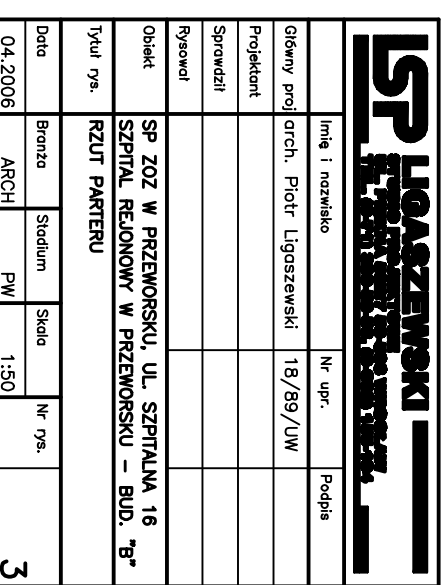 LSP LIGASZEWSKI
Imię i nazwisko Nr upr. Podpis
Główny proj arch. Piotr Ligaszewski 18/89/UW
Projektant
Sprawdził
Rysował
Obiekt SP ZOZ W PRZEWORSKU, UL. SZPITALNA 16
SZPITAL REJONOWY W PRZEWORSKU – BUD. "B"
Tytuł rys. RZUT PARTERU
Data Branża Stadium Skala Nr rys.
04.2006 ARCH PW 1:50 3